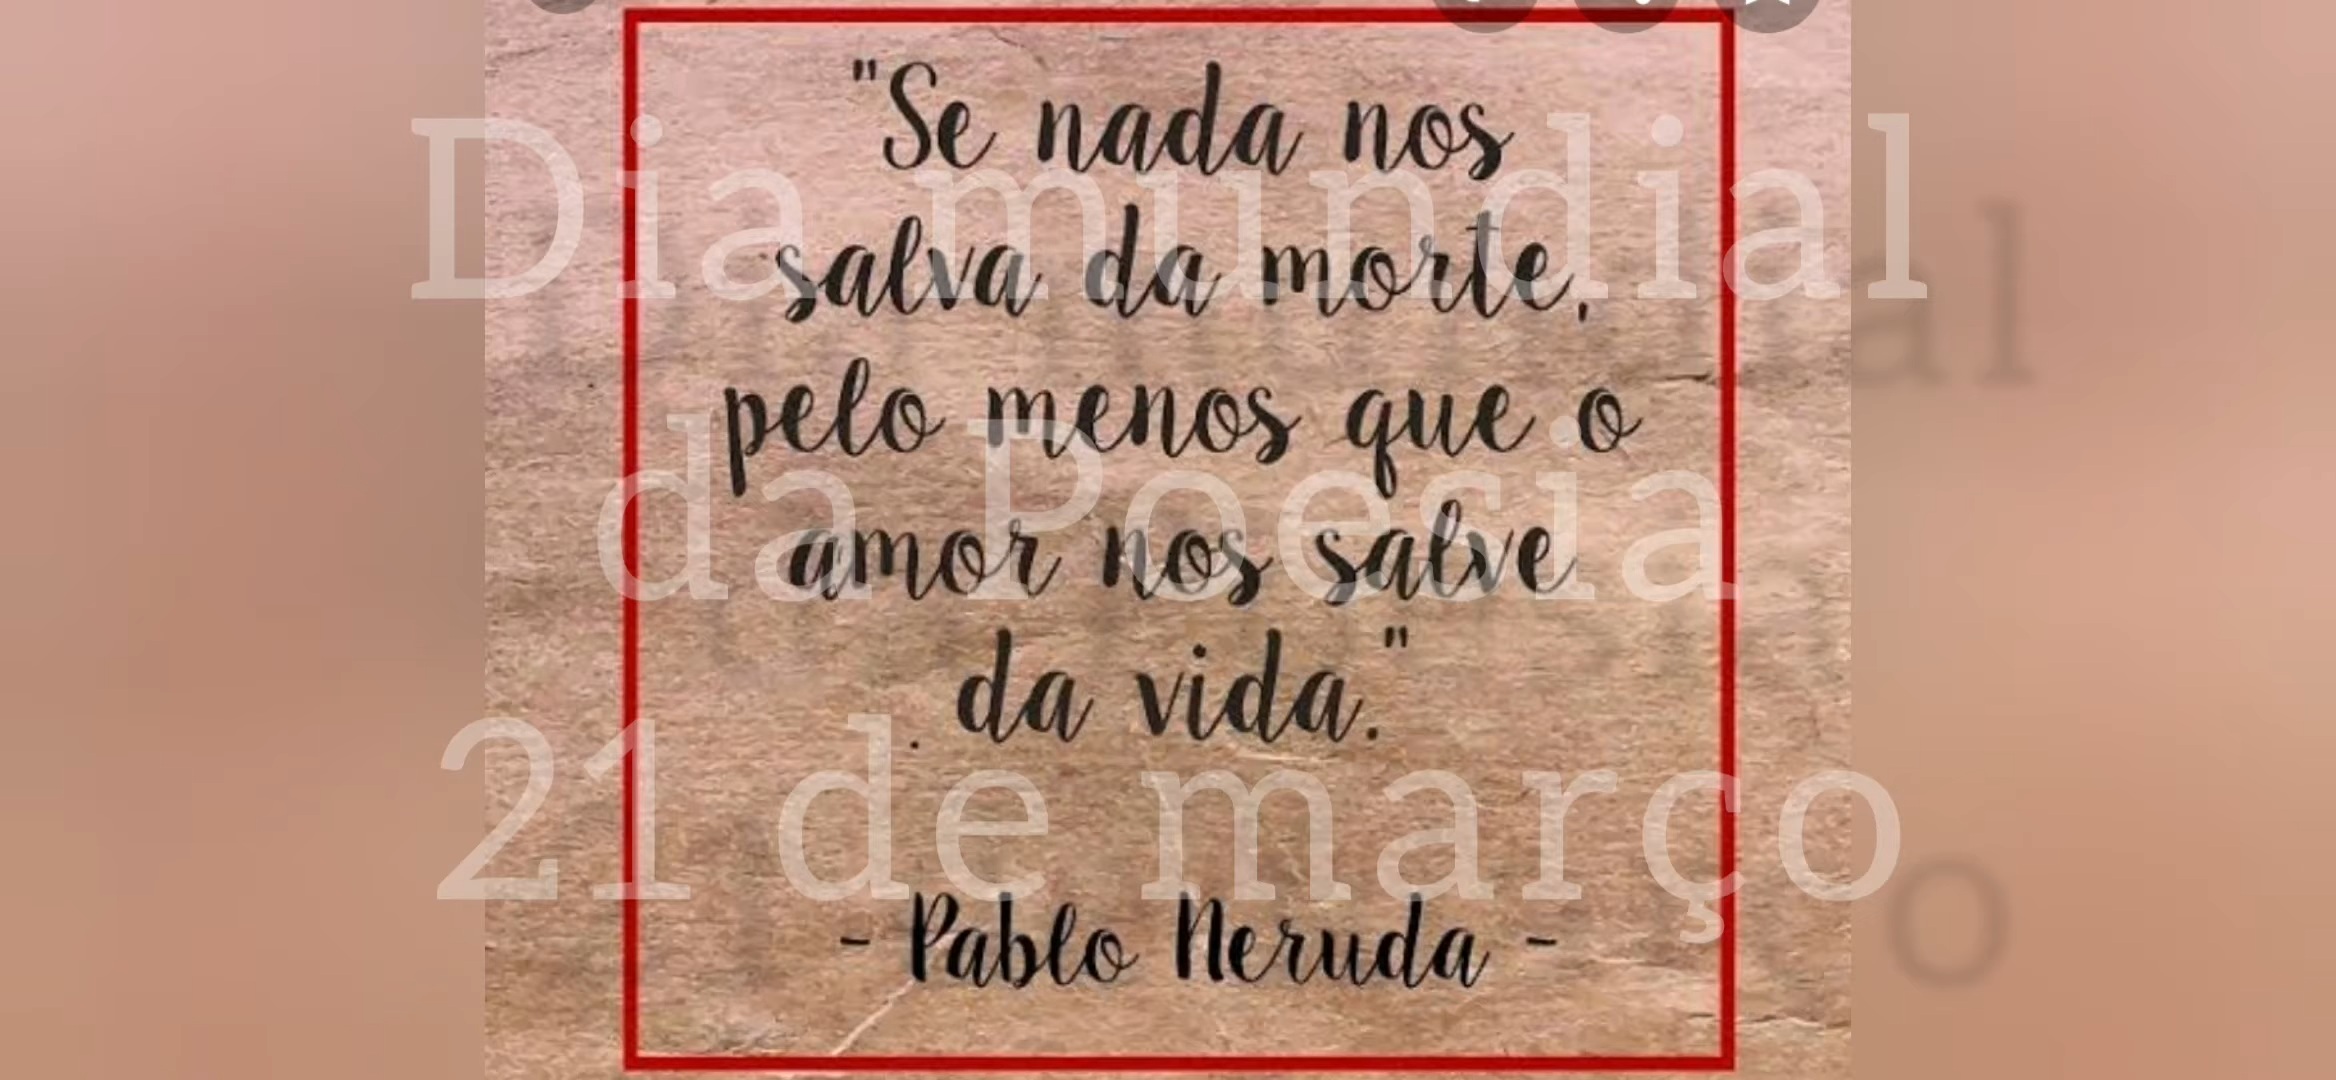 "Se nada nos
salva da morte,
pelo menos que o
amor nos salve
da vida."
- Pablo Neruda -
Dia mundial
da Poesia
21 de março